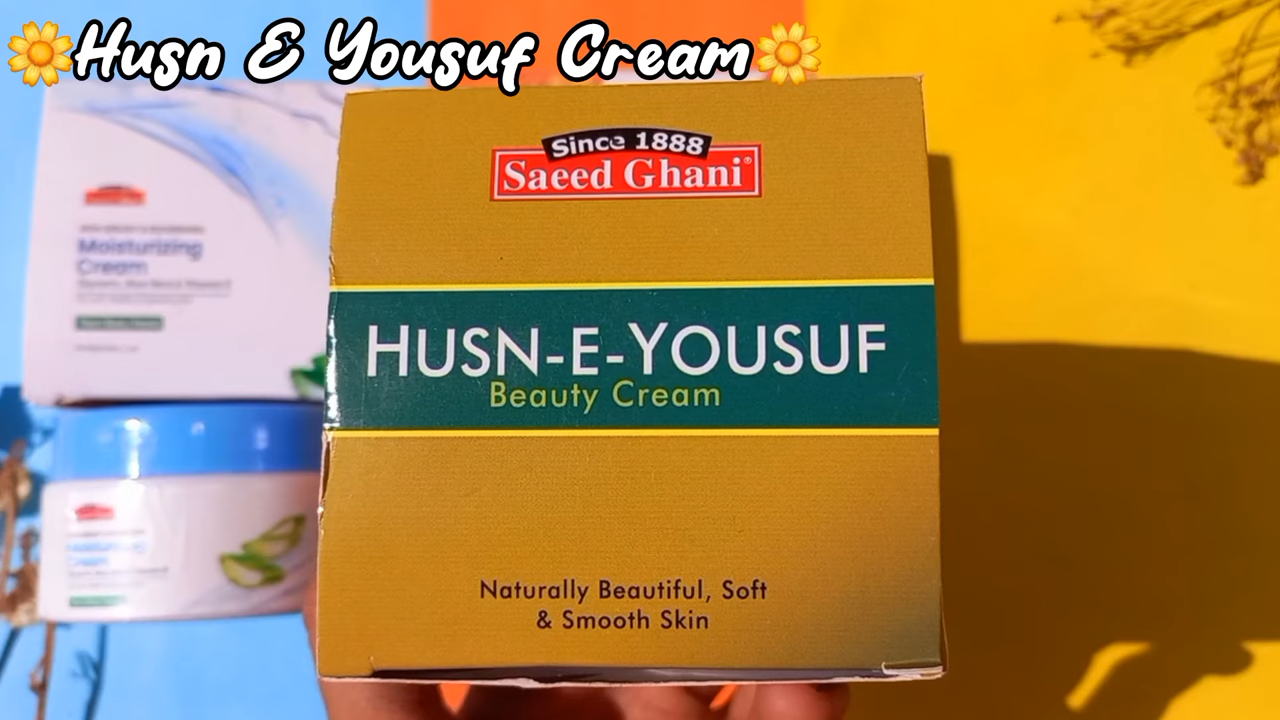 🌼Husn E Yousuf Cream🌼
Since 1888
Saeed Ghani®
HUSN-E-YOUSUF
Beauty Cream
Naturally Beautiful, Soft
& Smooth Skin
Moisturizing
Cream